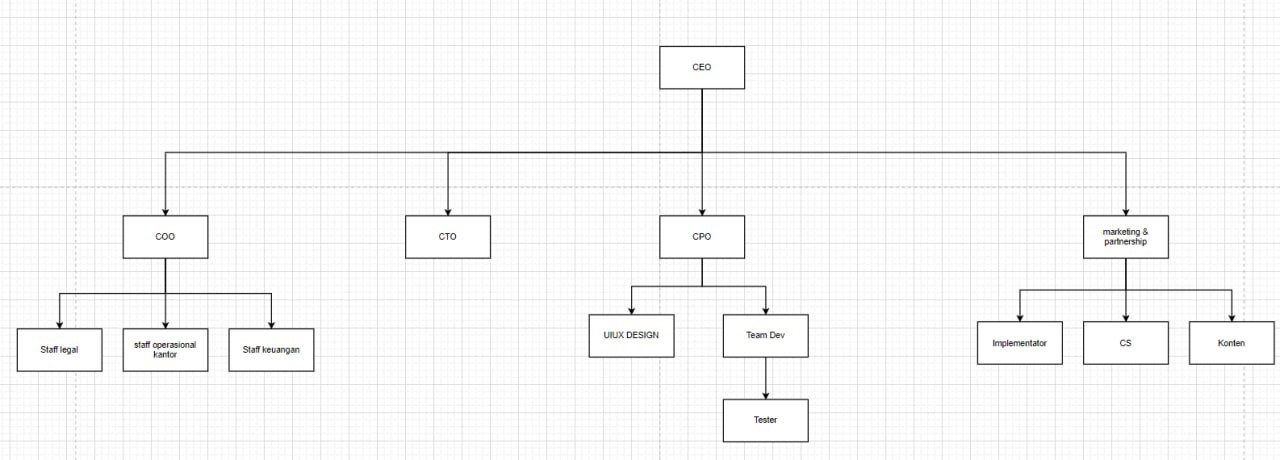 CEO
COO
CTO
CPO
marketing &
partnership
Staff legal
staff operasional
kantor
Staff keuangan
UIUX DESIGN
Team Dev
Implementator
CS
Konten
Tester